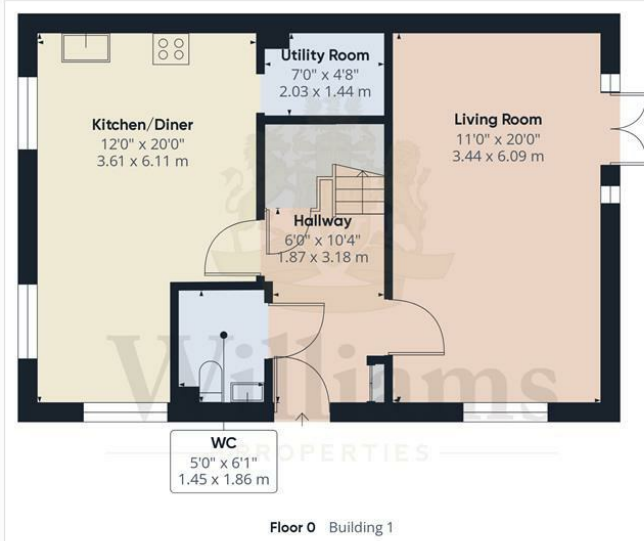 Utility Room
7'0" x 4'8"
2.03 x 1.44 m
Kitchen/Diner
12'0" x 20'0"
3.61 x 6.11 m
Living Room
11'0" x 20'0"
3.44 x 6.09 m
Hallway
6'0" x 10'4"
1.87 x 3.18 m
Williams
PROPERTIES
WC
5'0" x 6'1"
1.45 x 1.86 m
Floor 0 Building 1